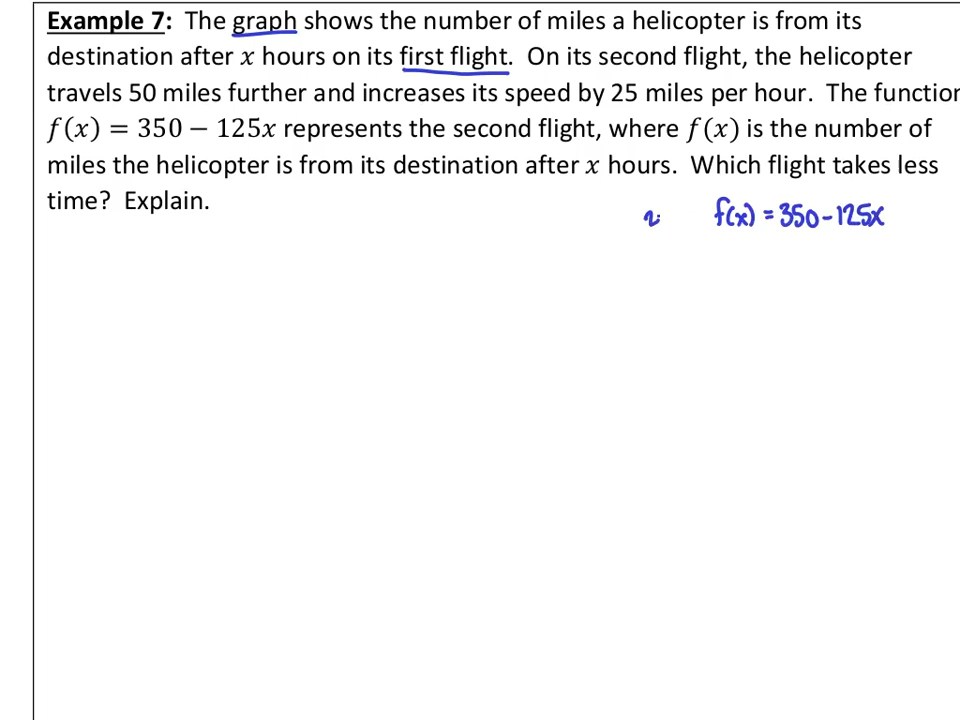 Example 7: The graph shows the number of miles a helicopter is from its
destination after x hours on its first flight. On its second flight, the helicopter
travels 50 miles further and increases its speed by 25 miles per hour. The function
f(x) = 350 − 125x represents the second flight, where f(x) is the number of
miles the helicopter is from its destination after x hours. Which flight takes less
time? Explain.
f(x) = 350 - 125x